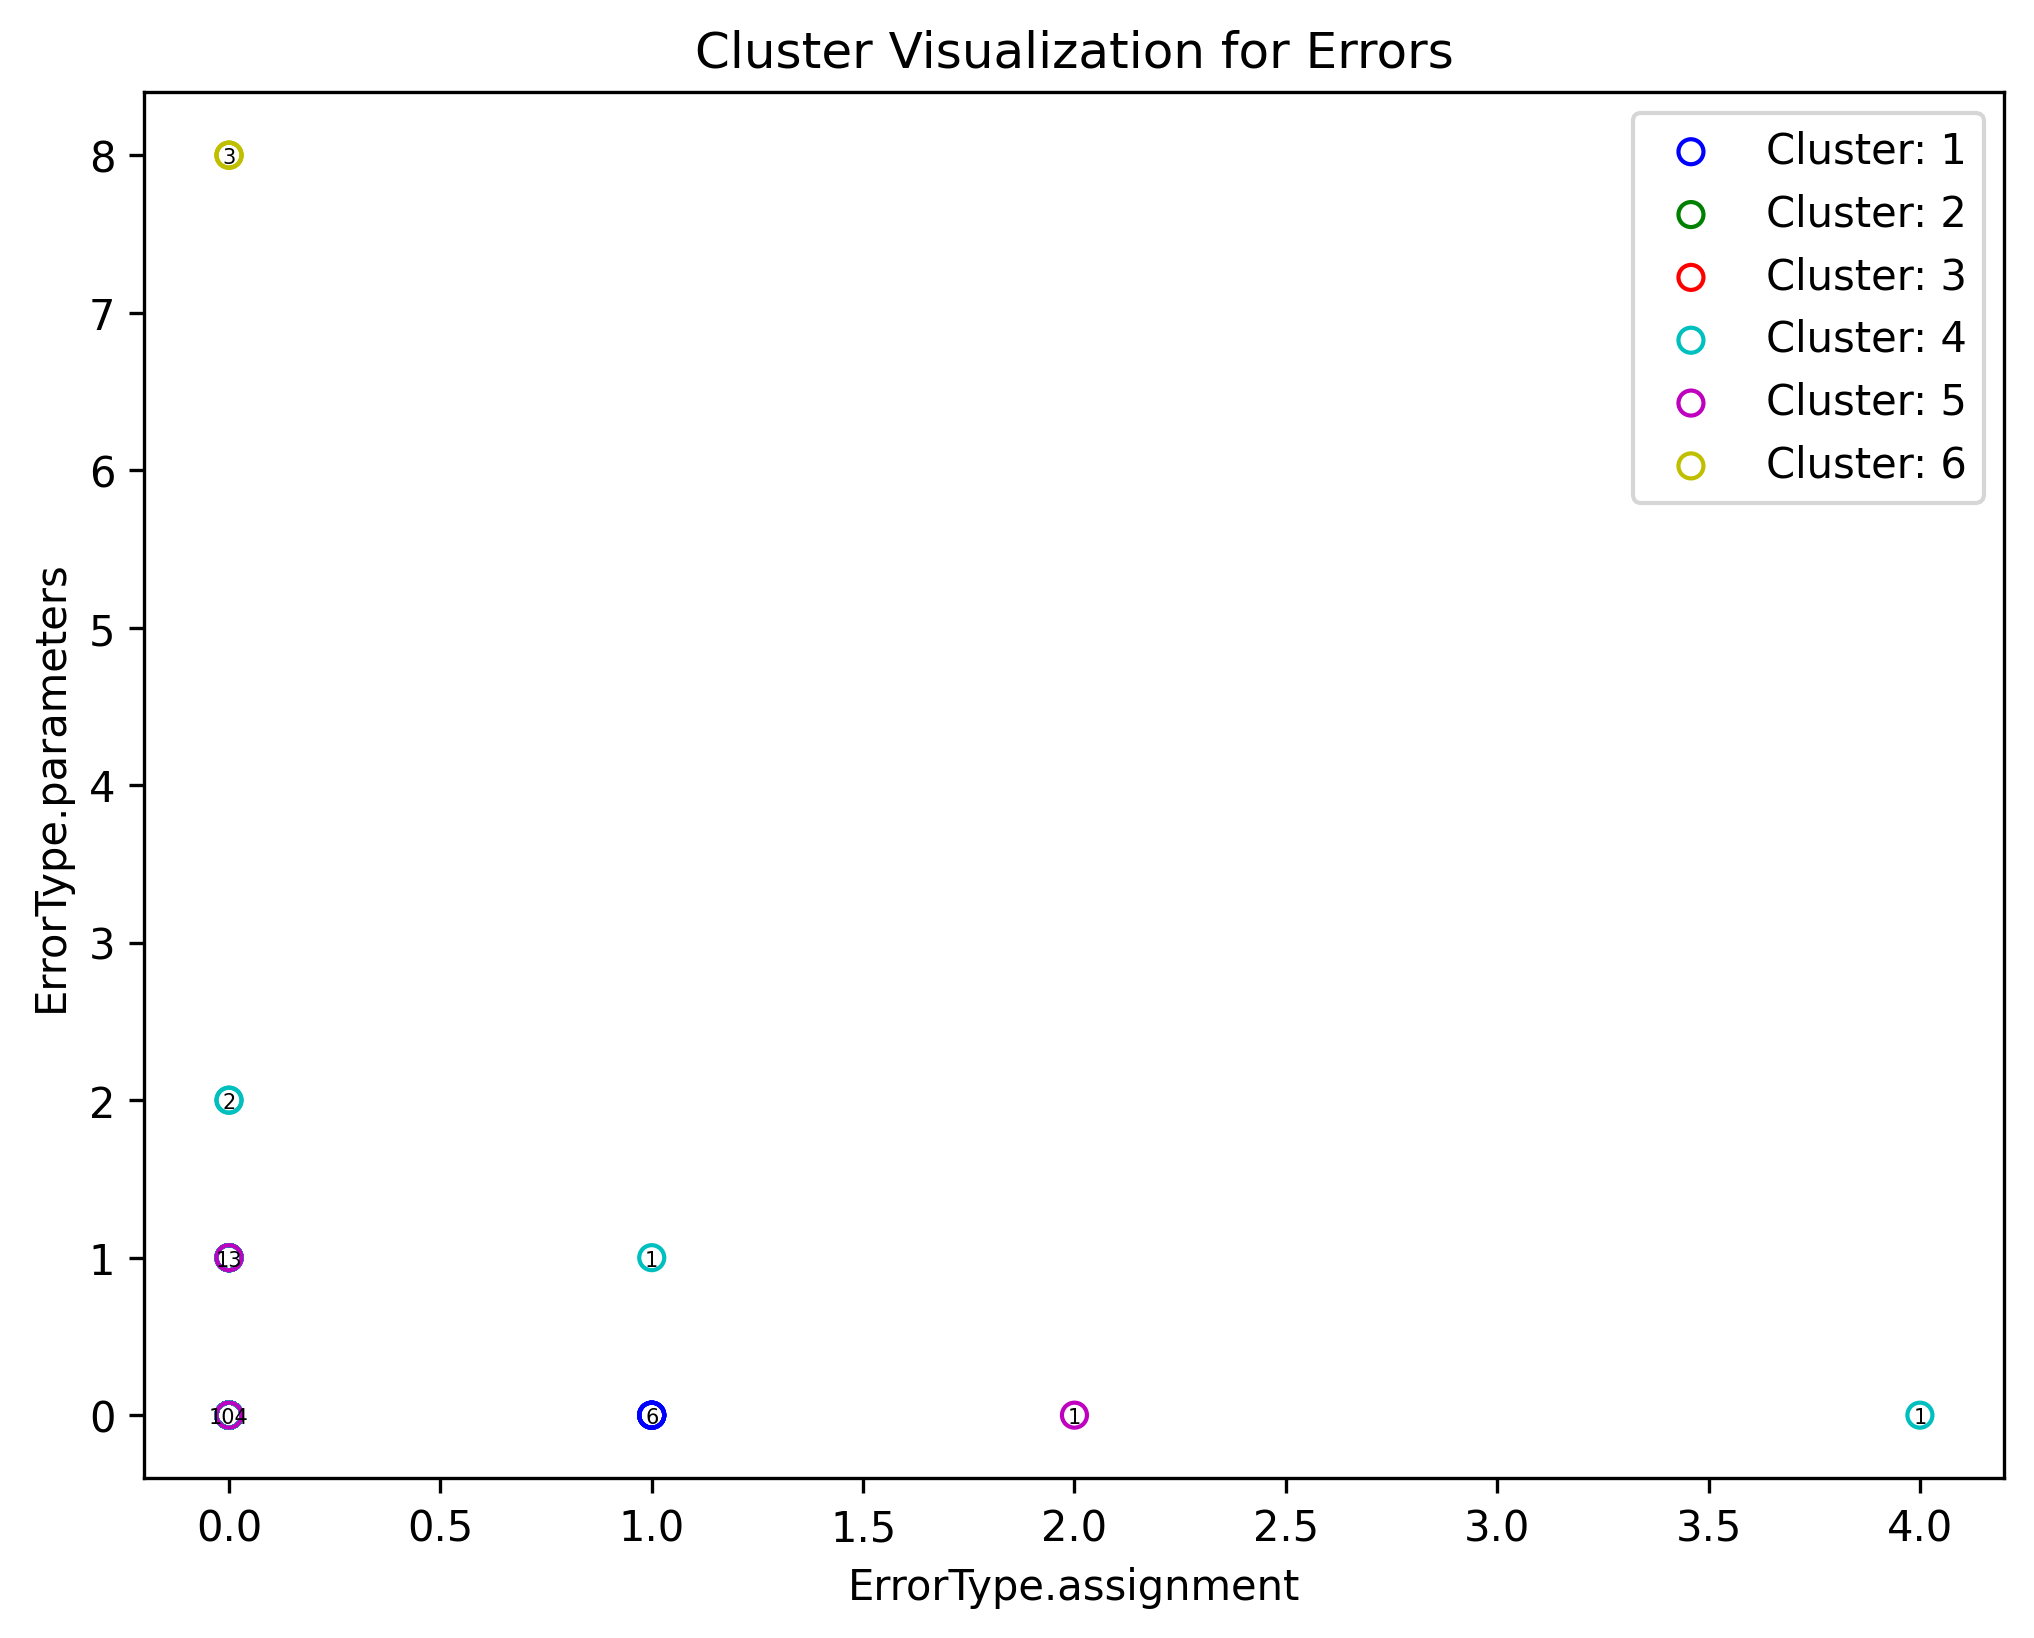 Cluster Visualization for Errors
Cluster: 1
Cluster: 2
Cluster: 3
Cluster: 4
Cluster: 5
Cluster: 6
ErrorType.parameters
8
7
6
5
4
3
2
1
0
3
2
13
1
104
6
1
1
0.0 0.5 1.0 1.5 2.0 2.5 3.0 3.5 4.0
ErrorType.assignment